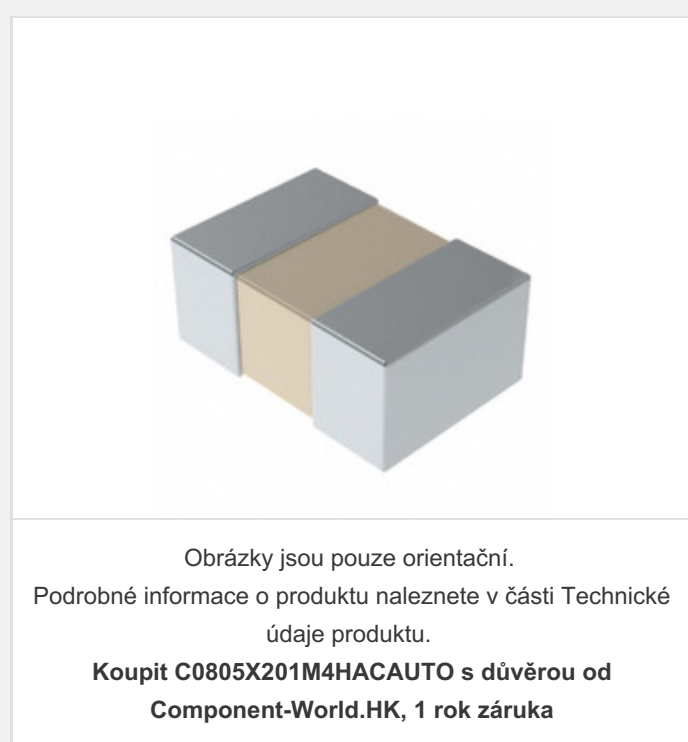 Obrázky jsou pouze orientační.
Podrobné informace o produktu naleznete v části Technické
údaje produktu.
Koupit C0805X201M4HACAUTO s důvěrou od
Component-World.HK, 1 rok záruka